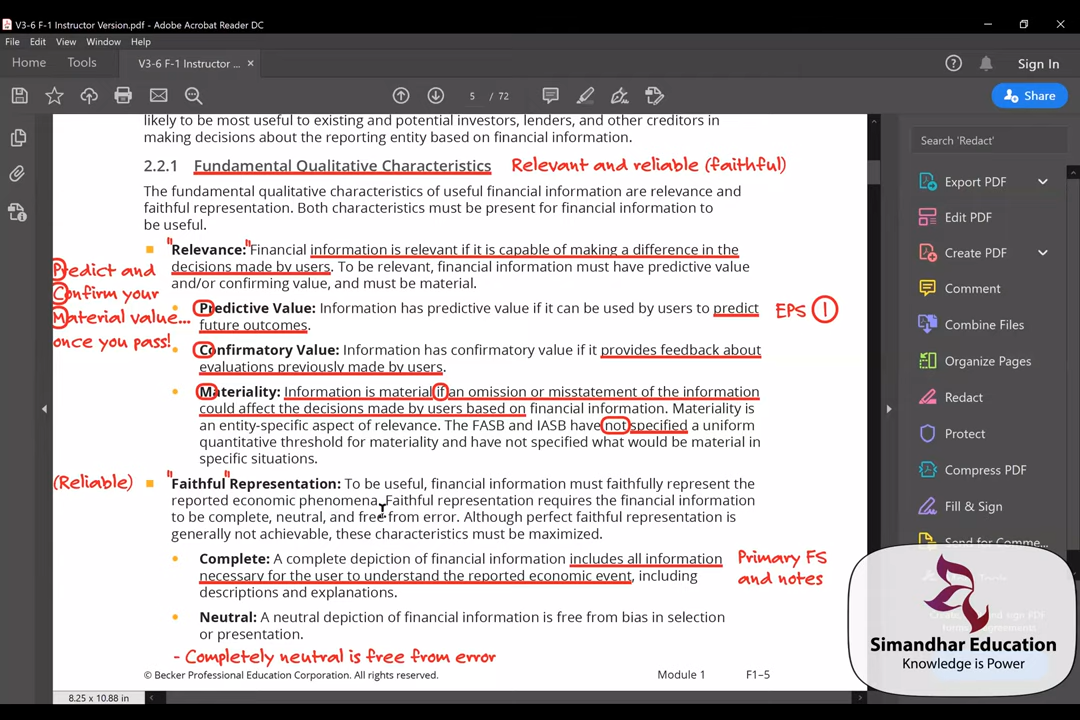 V3-6 F-1 Instructor Version.pdf - Adobe Acrobat Reader DC
File Edit View Window Help
Home Tools V3-6 F-1 Instructor ... × Sign In
5 / 72 Share
likely to be most useful to existing and potential investors, lenders, and other creditors in
making decisions about the reporting entity based on financial information.
2.2.1 Fundamental Qualitative Characteristics Relevant and reliable (faithful)
The fundamental qualitative characteristics of useful financial information are relevance and
faithful representation. Both characteristics must be present for financial information to
be useful.
"Relevance:" Financial information is relevant if it is capable of making a difference in the
decisions made by users. To be relevant, financial information must have predictive value
and/or confirming value, and must be material.
Predict and
Confirm your
Material value...
once you pass!
Predictive Value: Information has predictive value if it can be used by users to predict
future outcomes.
EPS 1
Confirmatory Value: Information has confirmatory value if it provides feedback about
evaluations previously made by users.
Materiality: Information is material if an omission or misstatement of the information
could affect the decisions made by users based on financial information. Materiality is
an entity-specific aspect of relevance. The FASB and IASB have not specified a uniform
quantitative threshold for materiality and have not specified what would be material in
specific situations.
(Reliable) "Faithful" Representation: To be useful, financial information must faithfully represent the
reported economic phenomena. Faithful representation requires the financial information
to be complete, neutral, and free from error. Although perfect faithful representation is
generally not achievable, these characteristics must be maximized.
Complete: A complete depiction of financial information includes all information
necessary for the user to understand the reported economic event, including
descriptions and explanations.
Primary FS
and notes
Neutral: A neutral depiction of financial information is free from bias in selection
or presentation.
- Completely neutral is free from error
© Becker Professional Education Corporation. All rights reserved. Module 1 F1–5
8.25 x 10.88 in
Search 'Redact'
Export PDF
Edit PDF
Create PDF
Comment
Combine Files
Organize Pages
Redact
Protect
Compress PDF
Fill & Sign
Send for Comme...
Simandhar Education
Knowledge is Power